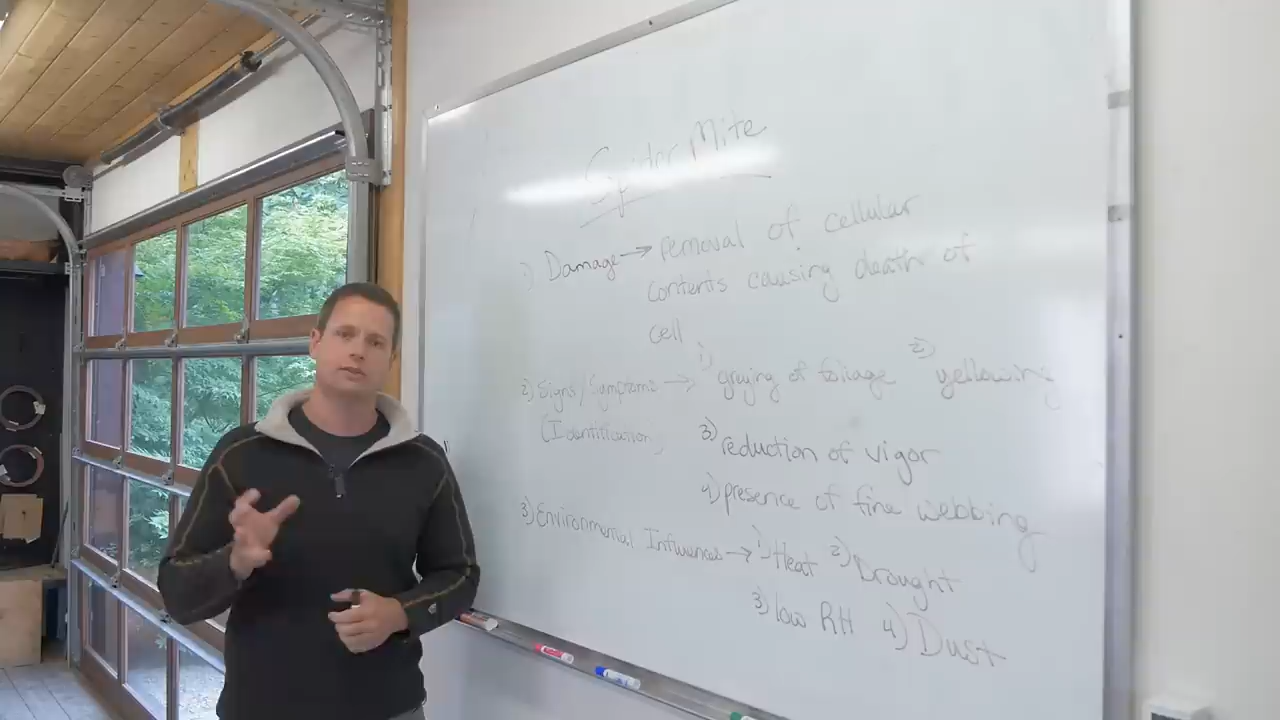 Spider Mite
1) Damage → removal of cellular
contents causing death of
cell
2) Signs/Symptoms → 1) graying of foliage 2) yellowing
(Identification)
3) reduction of vigor
4) presence of fine webbing
3) Environmental Influences → 1) Heat 2) Drought
3) low RH 4) Dust